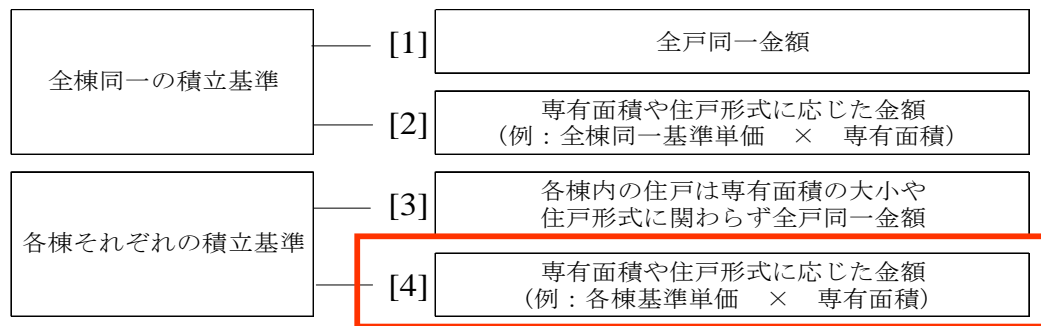 全棟同一の積立基準
[1]
全戸同一金額
[2]
専有面積や住戸形式に応じた金額
（例：全棟同一基準単価　×　専有面積）
各棟それぞれの積立基準
[3]
各棟内の住戸は専有面積の大小や
住戸形式に関わらず全戸同一金額
[4]
専有面積や住戸形式に応じた金額
（例：各棟基準単価　×　専有面積）